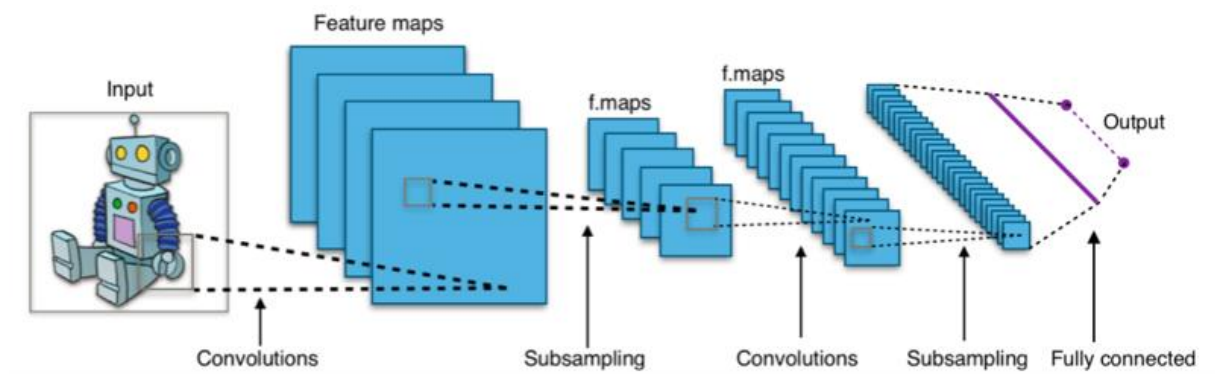 Feature maps
Input
f.maps
f.maps
Output
Convolutions
Subsampling
Convolutions
Subsampling
Fully connected